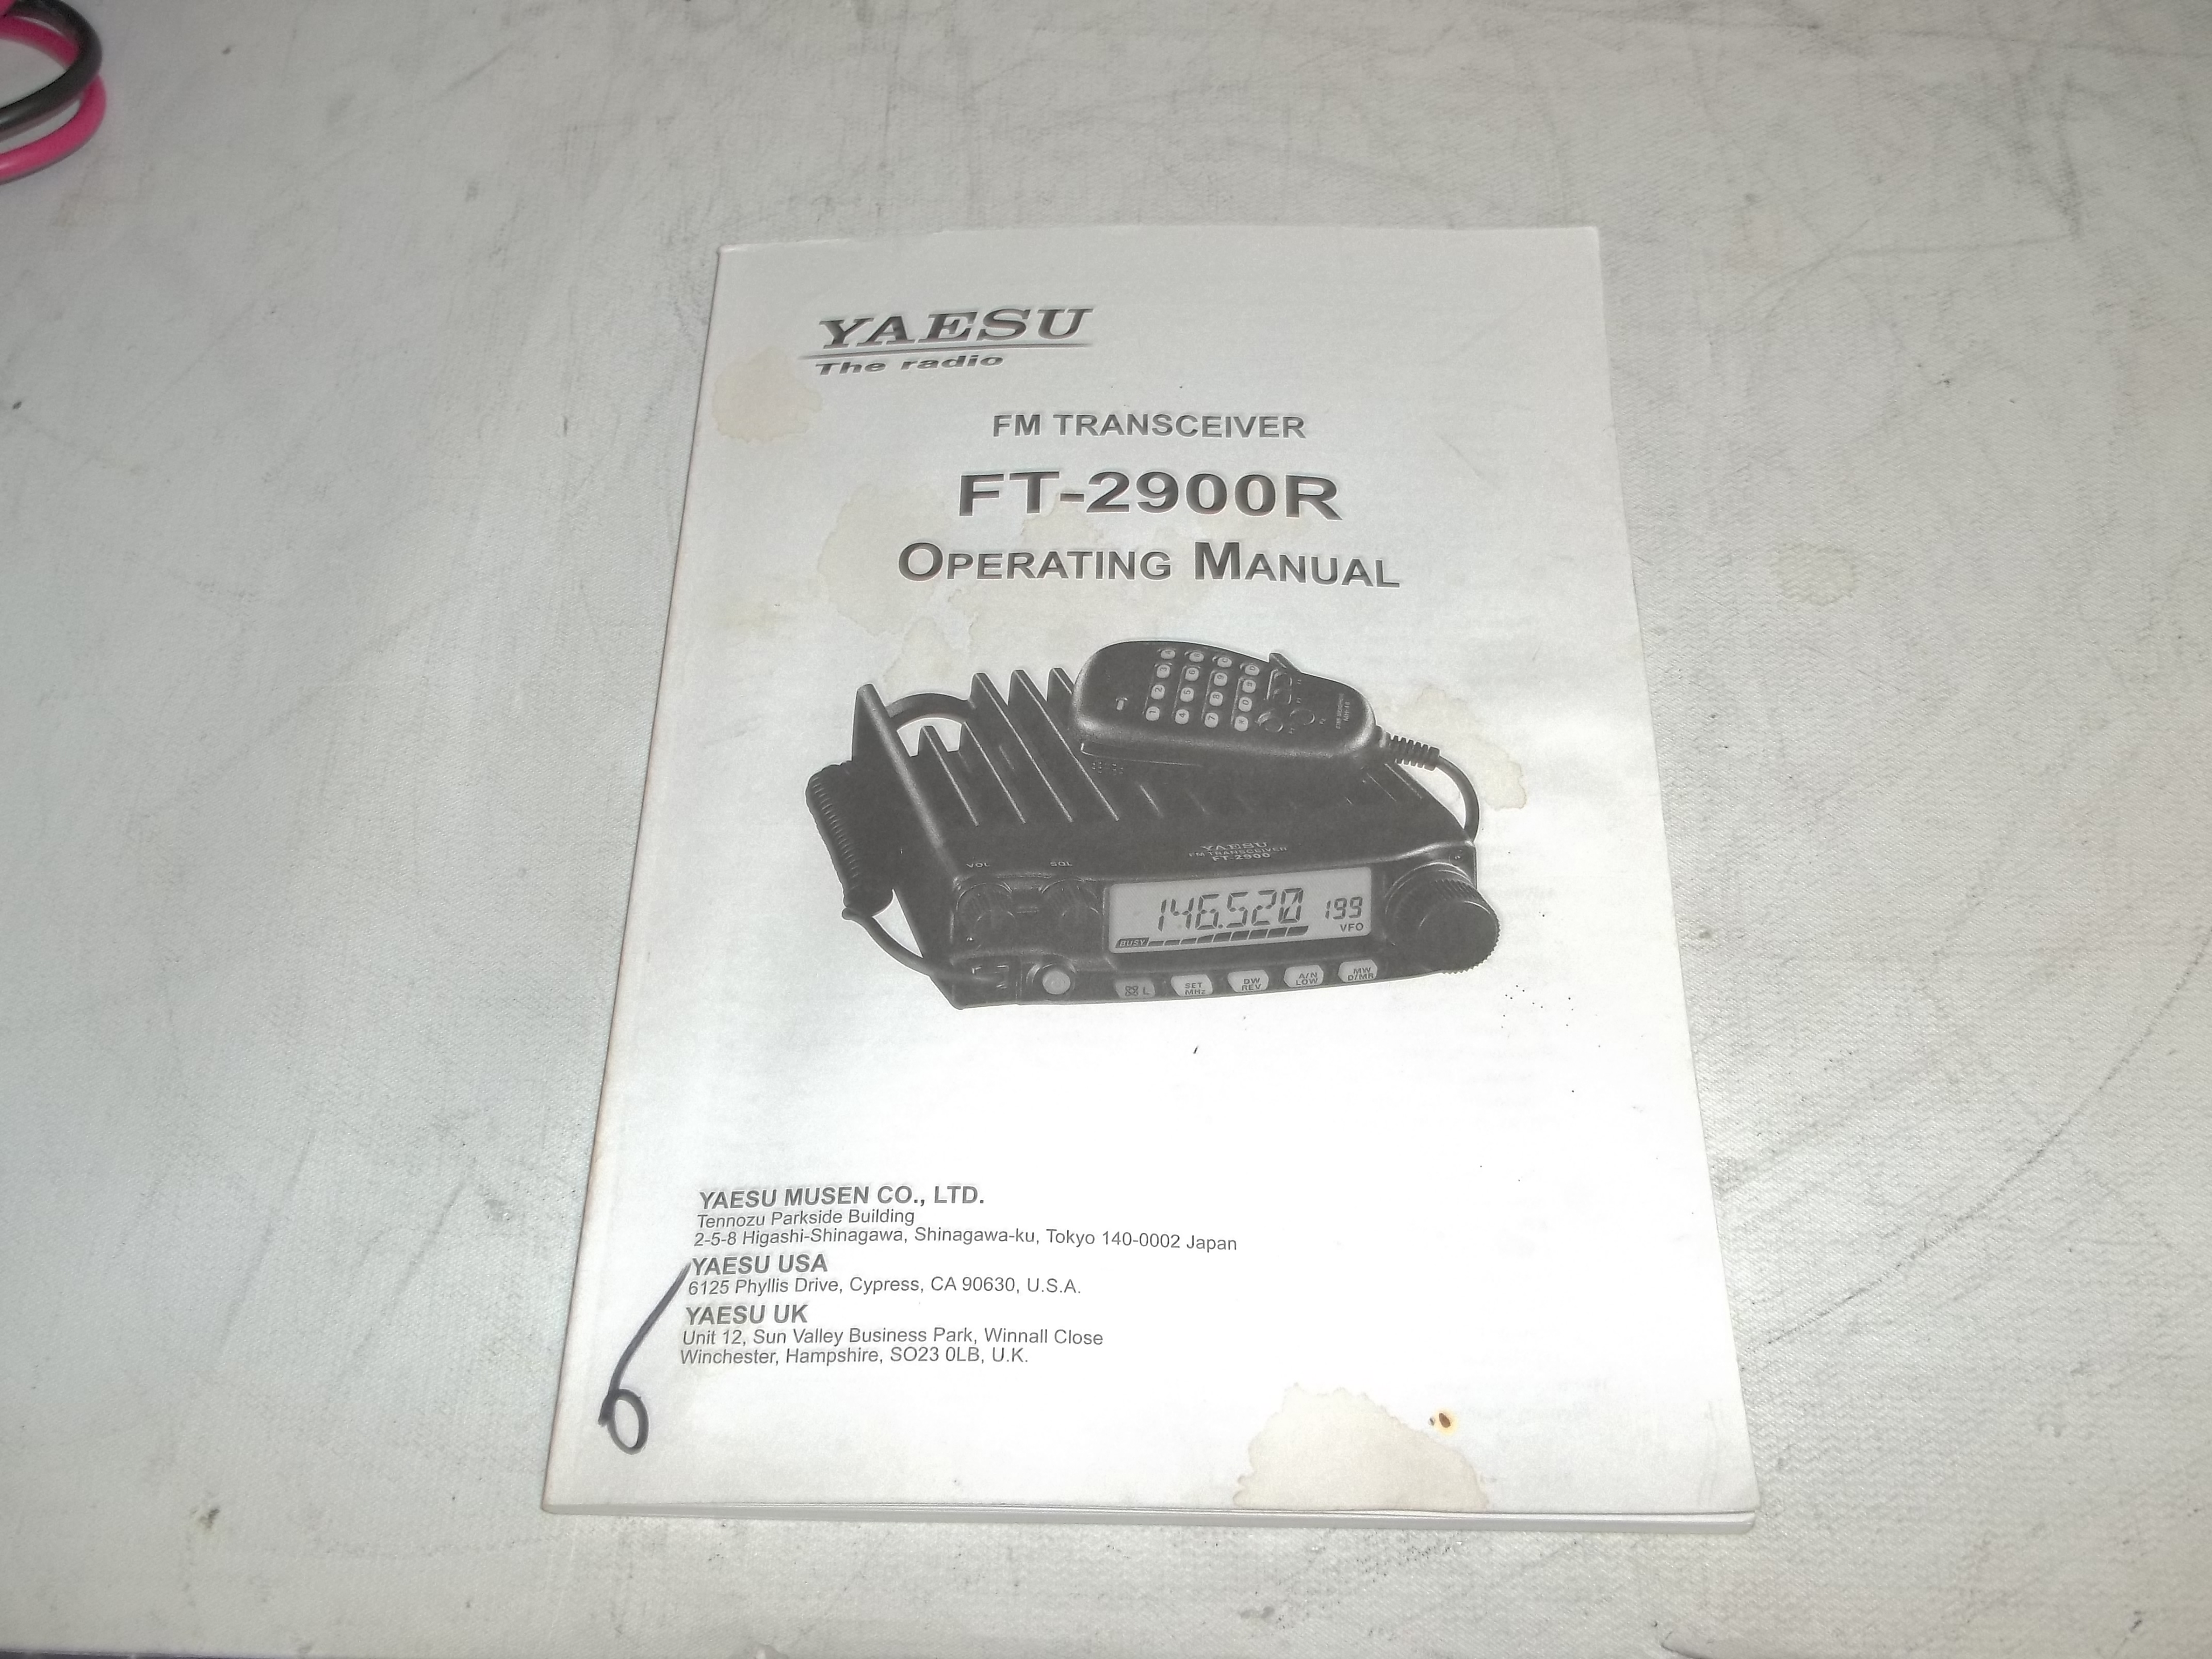 YAESU
The radio
FM TRANSCEIVER
FT-2900R
OPERATING MANUAL
VOL SQL
YAESU
FM TRANSCEIVER
FT-2900
146.520 199
BUSY VFO
SET MHz
DW REV
A/N LOW
MW D/MR
YAESU MUSEN CO., LTD.
Tennozu Parkside Building
2-5-8 Higashi-Shinagawa, Shinagawa-ku, Tokyo 140-0002 Japan
YAESU USA
6125 Phyllis Drive, Cypress, CA 90630, U.S.A.
YAESU UK
Unit 12, Sun Valley Business Park, Winnall Close
Winchester, Hampshire, SO23 0LB, U.K.